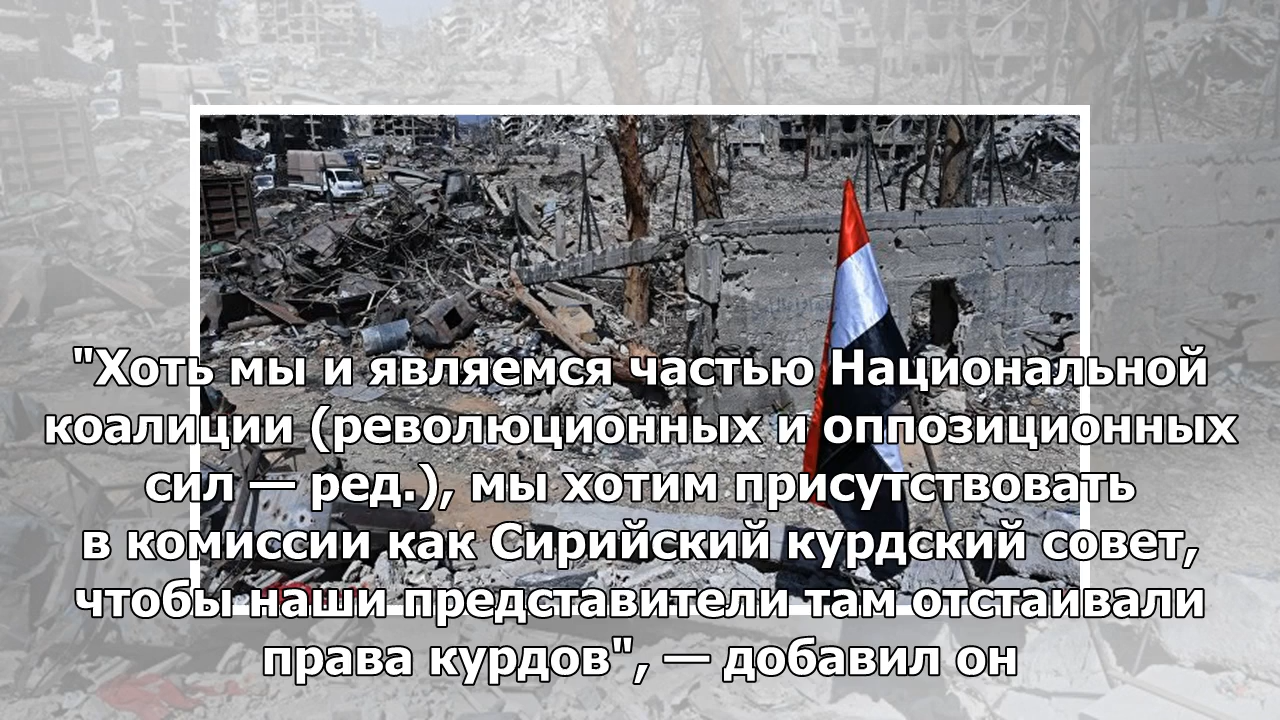 "Хоть мы и являемся частью Национальной
коалиции (революционных и оппозиционных
сил — ред.), мы хотим присутствовать
в комиссии как Сирийский курдский совет,
чтобы наши представители там отстаивали
права курдов", — добавил он